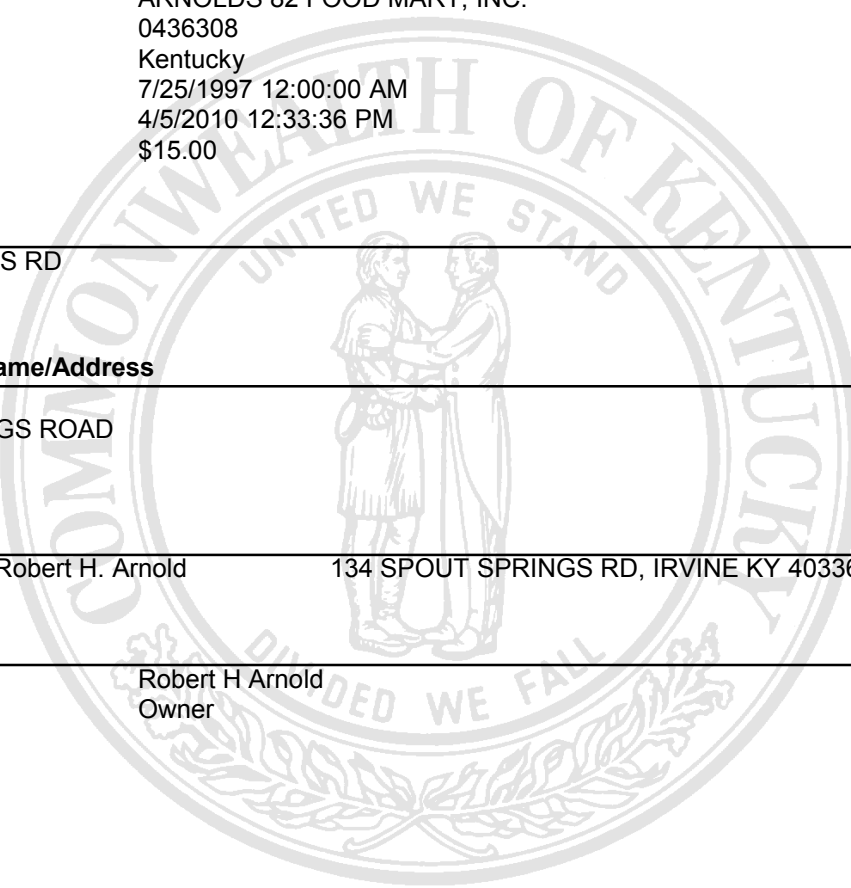 ARNOLDS 82 FOOD MART, INC.
0436308
Kentucky
7/25/1997 12:00:00 AM
4/5/2010 12:33:36 PM
$15.00
COMMONWEALTH OF KENTUCKY
UNITED WE STAND
S RD
ame/Address
GS ROAD
Robert H. Arnold 134 SPOUT SPRINGS RD, IRVINE KY 40336
DIVIDED WE FALL
Robert H Arnold
Owner